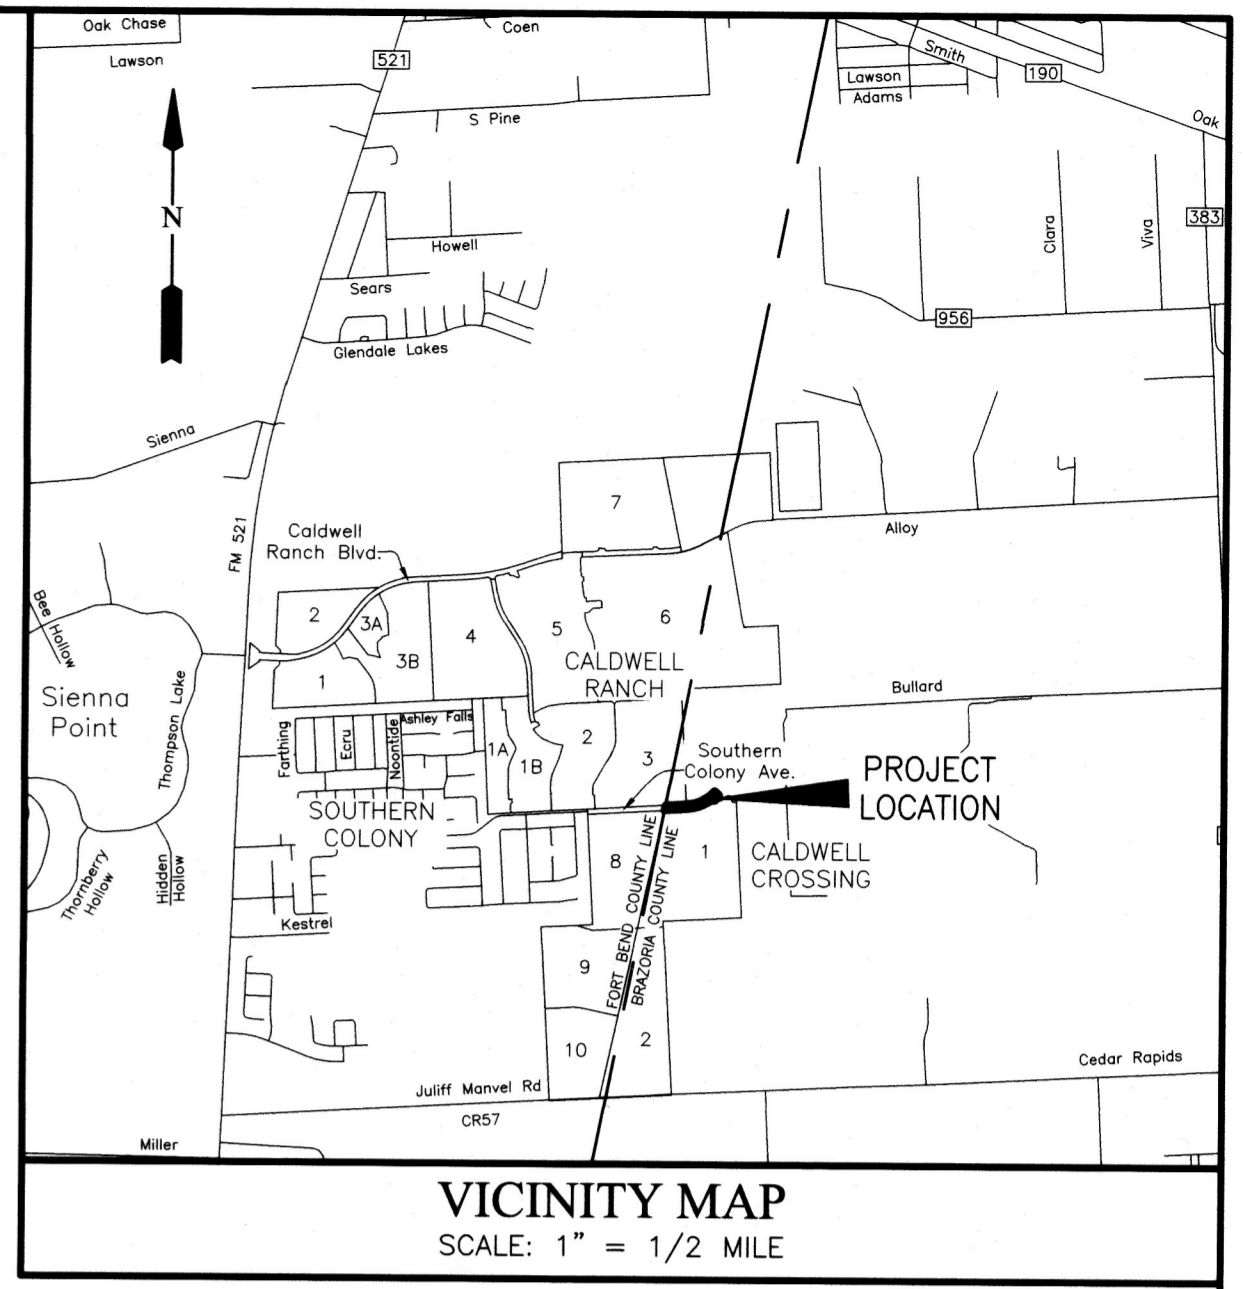 Oak Chase
Lawson
521
Coen
Smith
190
Lawson
Adams
Oak
S Pine
N
Howell
Clara
Viva
383
Sears
956
Glendale Lakes
Sienna
7
FM 521
Caldwell
Ranch Blvd.
Alloy
Bee Hollow
2
3A
3B
4
5
6
1
CALDWELL
RANCH
Sienna
Point
Thompson Lake
Bullard
Farthing
Ecru
Noontide
Ashley Falls
1A
1B
2
3
Southern
Colony Ave.
PROJECT
LOCATION
SOUTHERN
COLONY
Thornberry
Hollow
Hidden
Hollow
8
FORT BEND COUNTY LINE
BRAZORIA COUNTY LINE
1
CALDWELL
CROSSING
Kestrel
9
10
2
Juliff Manvel Rd
CR57
Cedar Rapids
Miller
VICINITY MAP
SCALE: 1" = 1/2 MILE